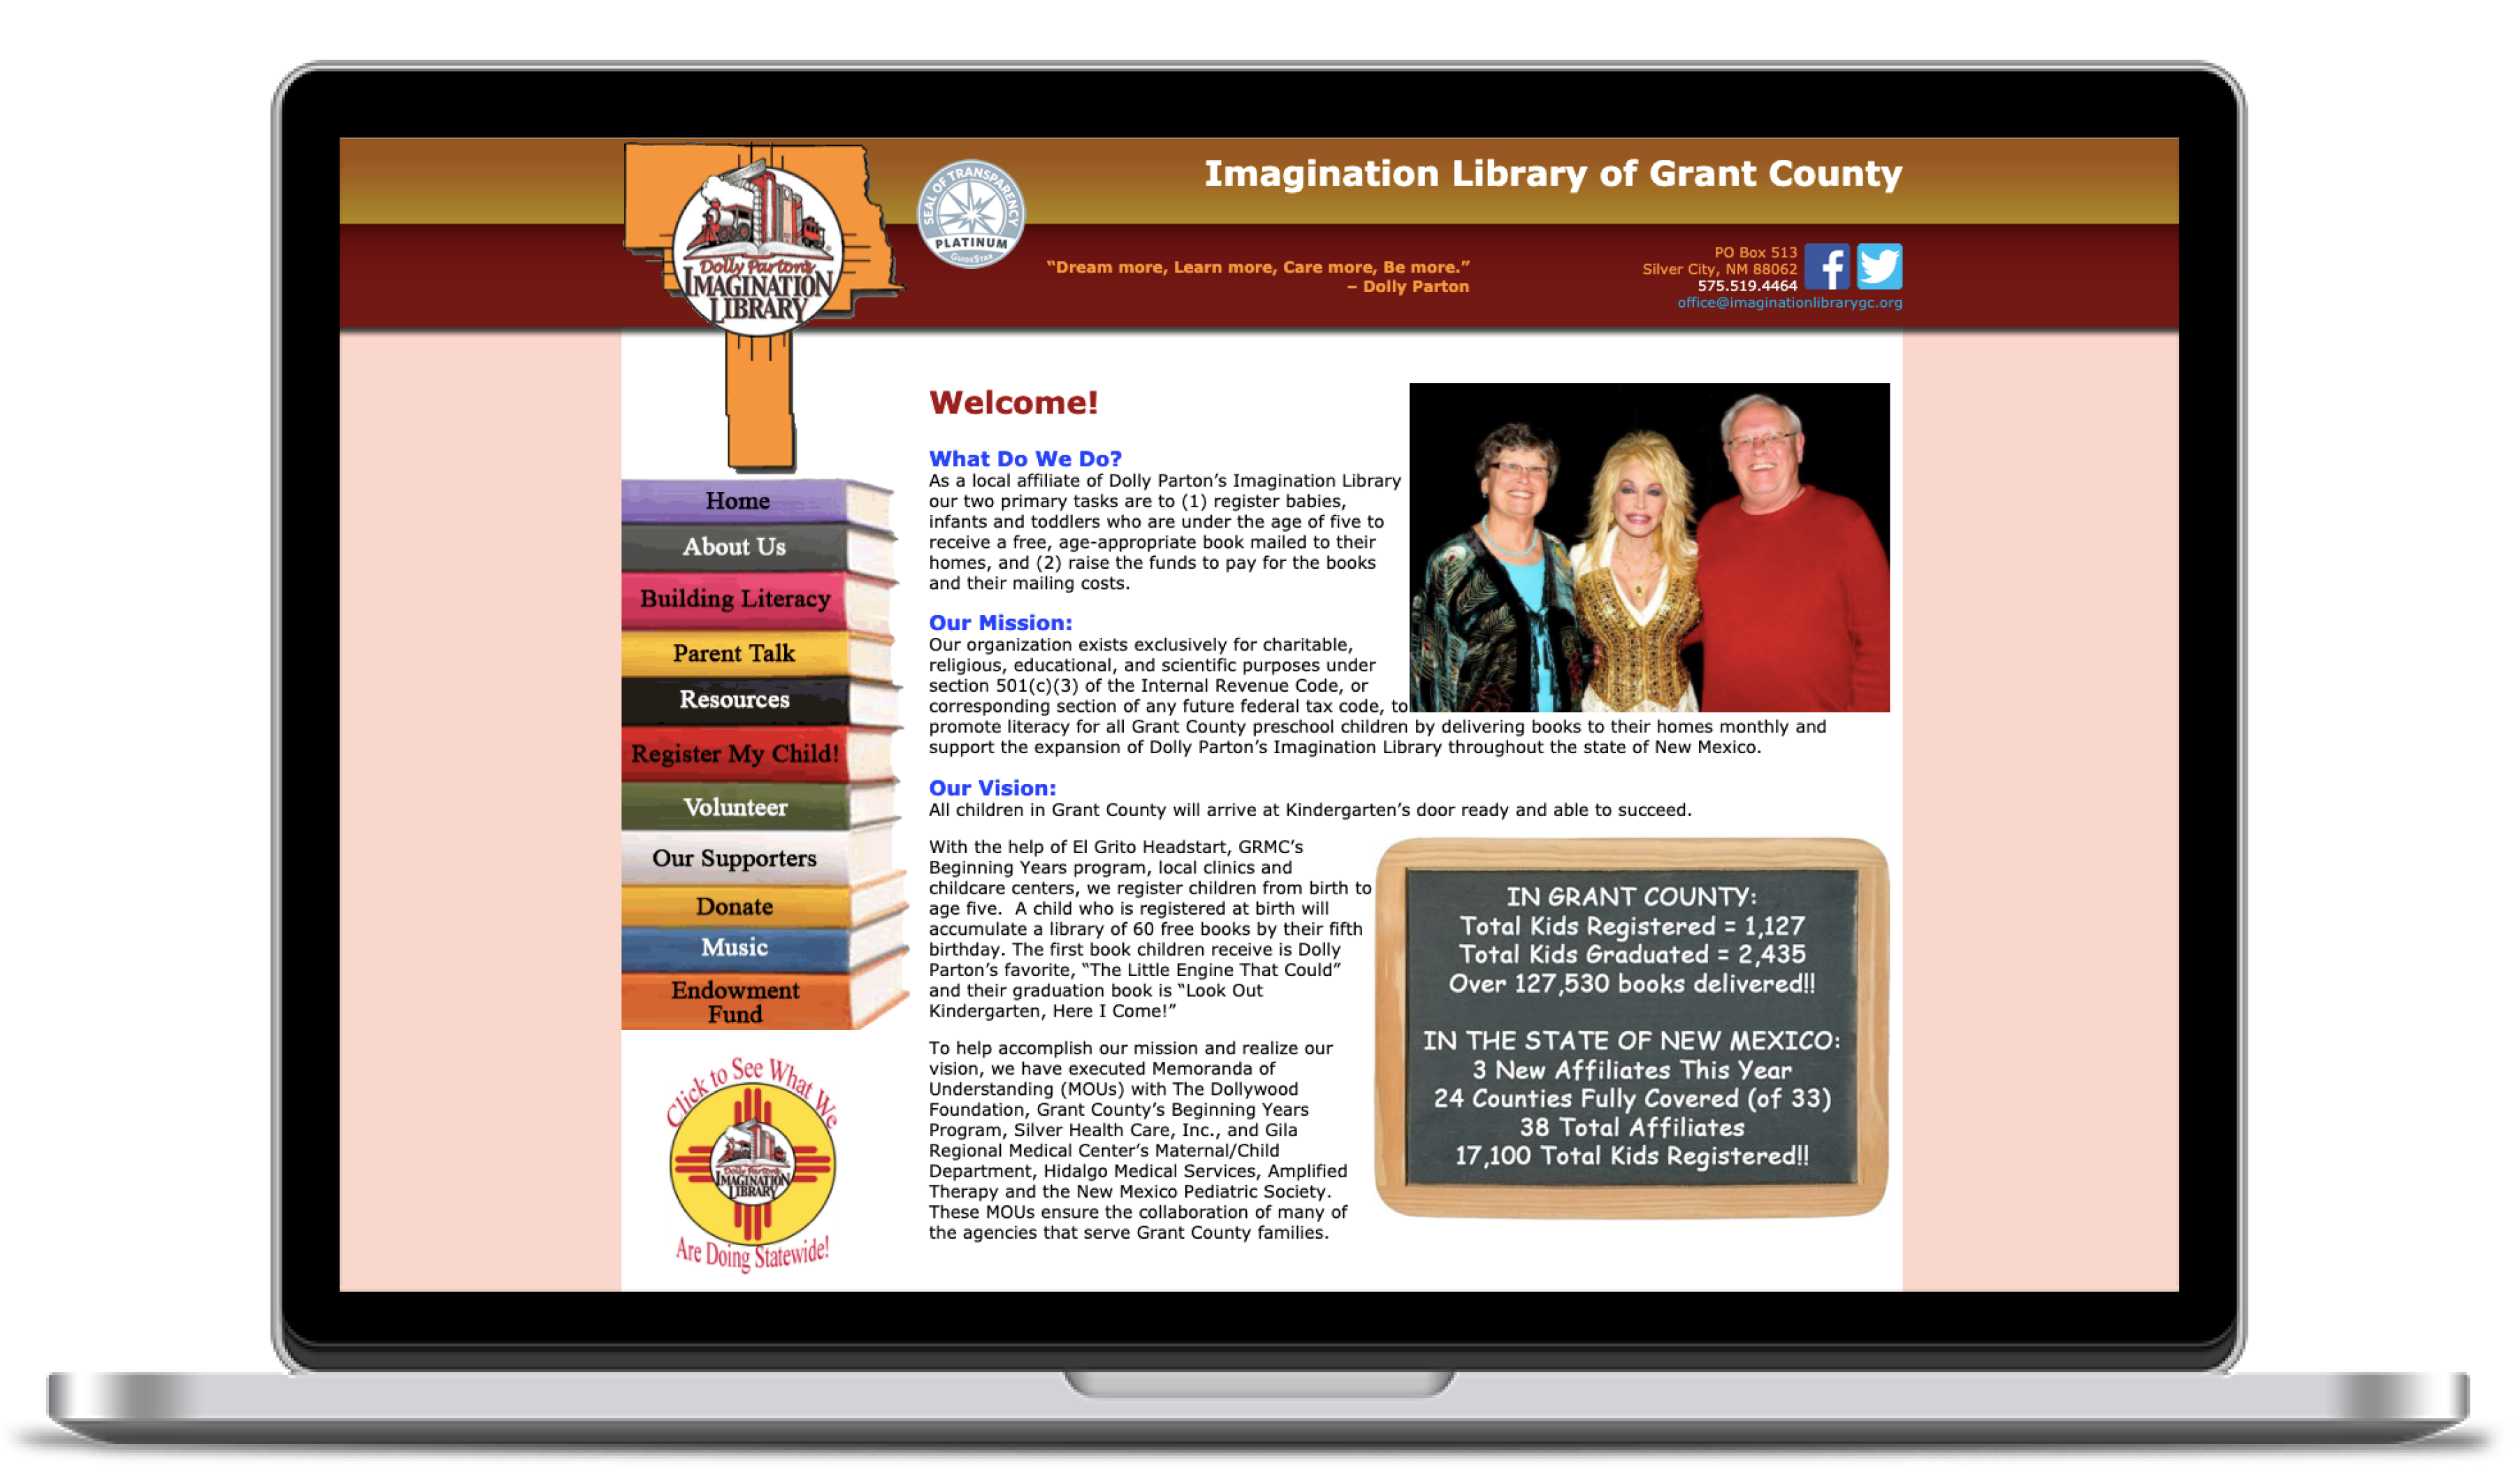 Imagination Library of Grant County
SEAL OF TRANSPARENCY
PLATINUM
GUIDESTAR
Dolly Parton's
IMAGINATION
LIBRARY
"Dream more, Learn more, Care more, Be more."
– Dolly Parton
PO Box 513
Silver City, NM 88062
575.519.4464
office@imaginationlibrarygc.org
Home
About Us
Building Literacy
Parent Talk
Resources
Register My Child!
Volunteer
Our Supporters
Donate
Music
Endowment
Fund
Click to See What We
Dolly Parton's
IMAGINATION
LIBRARY
Are Doing Statewide!
Welcome!
What Do We Do?
As a local affiliate of Dolly Parton’s Imagination Library
our two primary tasks are to (1) register babies,
infants and toddlers who are under the age of five to
receive a free, age-appropriate book mailed to their
homes, and (2) raise the funds to pay for the books
and their mailing costs.
Our Mission:
Our organization exists exclusively for charitable,
religious, educational, and scientific purposes under
section 501(c)(3) of the Internal Revenue Code, or
corresponding section of any future federal tax code, to
promote literacy for all Grant County preschool children by delivering books to their homes monthly and
support the expansion of Dolly Parton’s Imagination Library throughout the state of New Mexico.
Our Vision:
All children in Grant County will arrive at Kindergarten’s door ready and able to succeed.
With the help of El Grito Headstart, GRMC’s
Beginning Years program, local clinics and
childcare centers, we register children from birth to
age five.  A child who is registered at birth will
accumulate a library of 60 free books by their fifth
birthday. The first book children receive is Dolly
Parton’s favorite, “The Little Engine That Could”
and their graduation book is “Look Out
Kindergarten, Here I Come!”
To help accomplish our mission and realize our
vision, we have executed Memoranda of
Understanding (MOUs) with The Dollywood
Foundation, Grant County’s Beginning Years
Program, Silver Health Care, Inc., and Gila
Regional Medical Center’s Maternal/Child
Department, Hidalgo Medical Services, Amplified
Therapy and the New Mexico Pediatric Society.
These MOUs ensure the collaboration of many of
the agencies that serve Grant County families.
IN GRANT COUNTY:
Total Kids Registered = 1,127
Total Kids Graduated = 2,435
Over 127,530 books delivered!!
IN THE STATE OF NEW MEXICO:
3 New Affiliates This Year
24 Counties Fully Covered (of 33)
38 Total Affiliates
17,100 Total Kids Registered!!